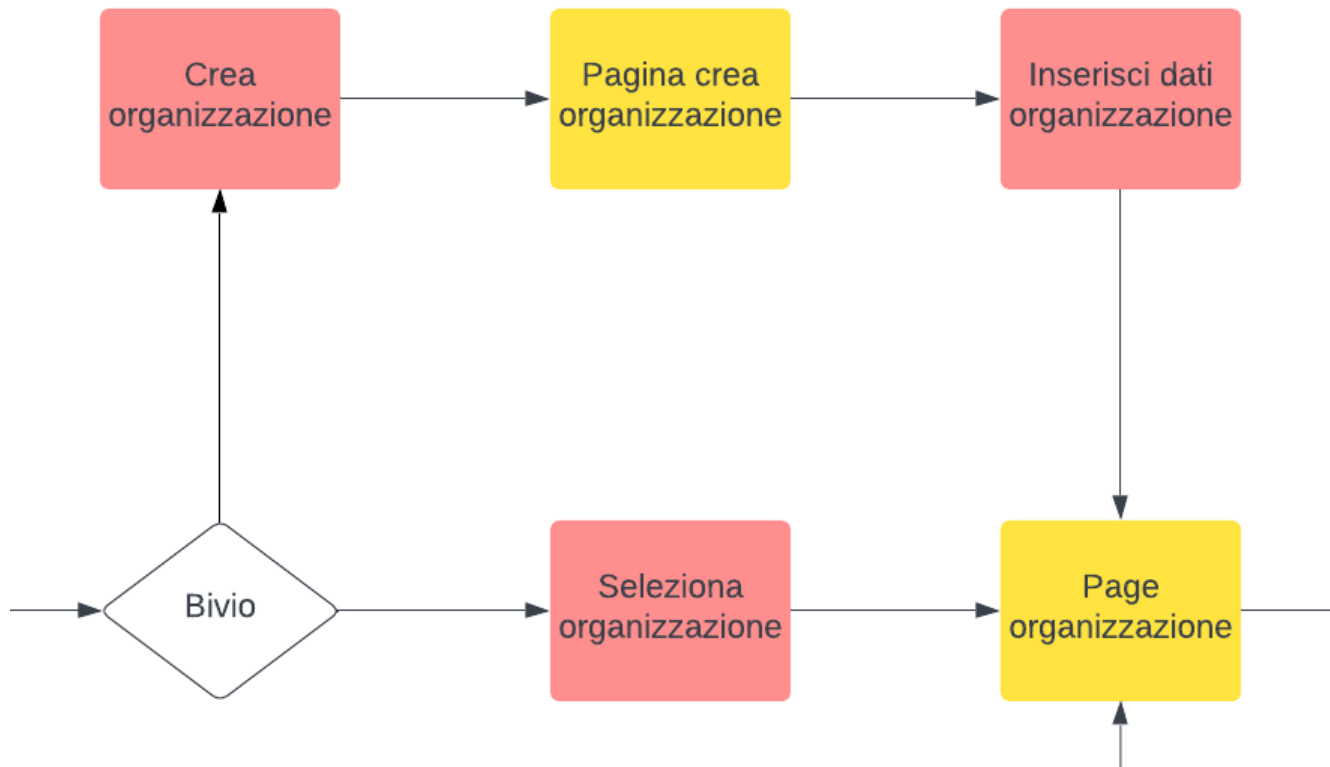 Crea
organizzazione
Pagina crea
organizzazione
Inserisci dati
organizzazione
Bivio
Seleziona
organizzazione
Page
organizzazione